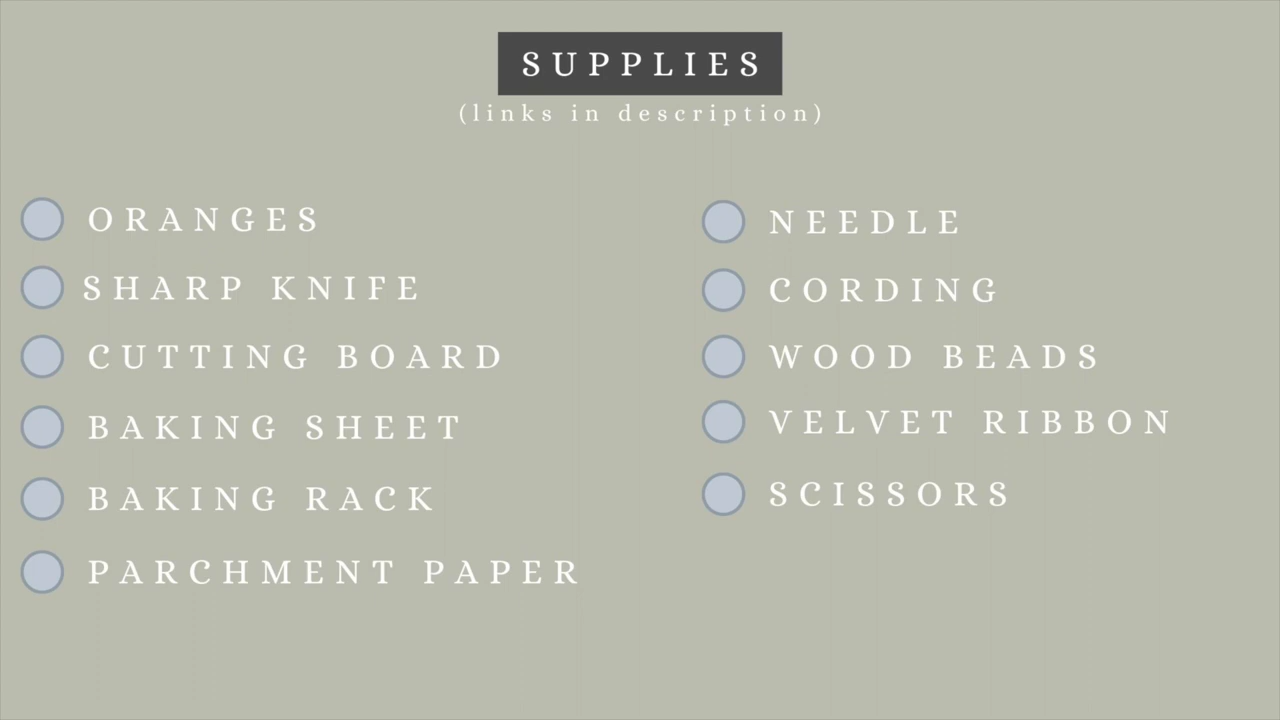 SUPPLIES
(links in description)
ORANGES
SHARP KNIFE
CUTTING BOARD
BAKING SHEET
BAKING RACK
PARCHMENT PAPER
NEEDLE
CORDING
WOOD BEADS
VELVET RIBBON
SCISSORS